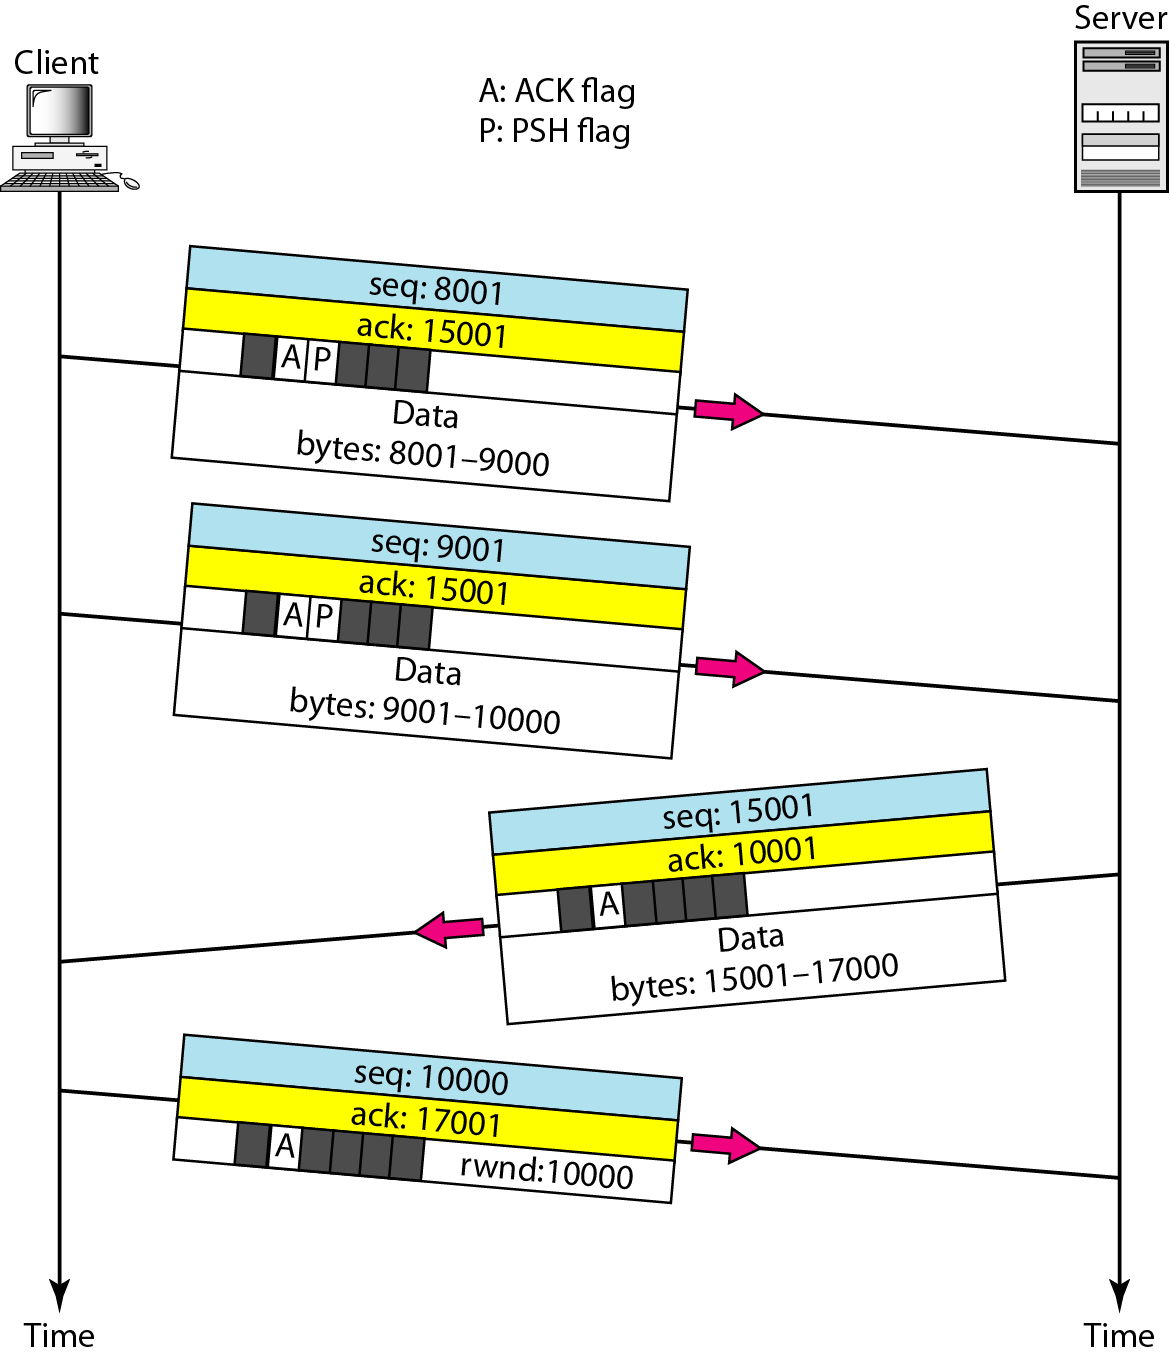 Server
Client
A: ACK flag
P: PSH flag
seq: 8001
ack: 15001
A P
Data
bytes: 8001–9000
seq: 9001
ack: 15001
A P
Data
bytes: 9001–10000
seq: 15001
ack: 10001
A
Data
bytes: 15001–17000
seq: 10000
ack: 17001
A rwnd:10000
Time
Time